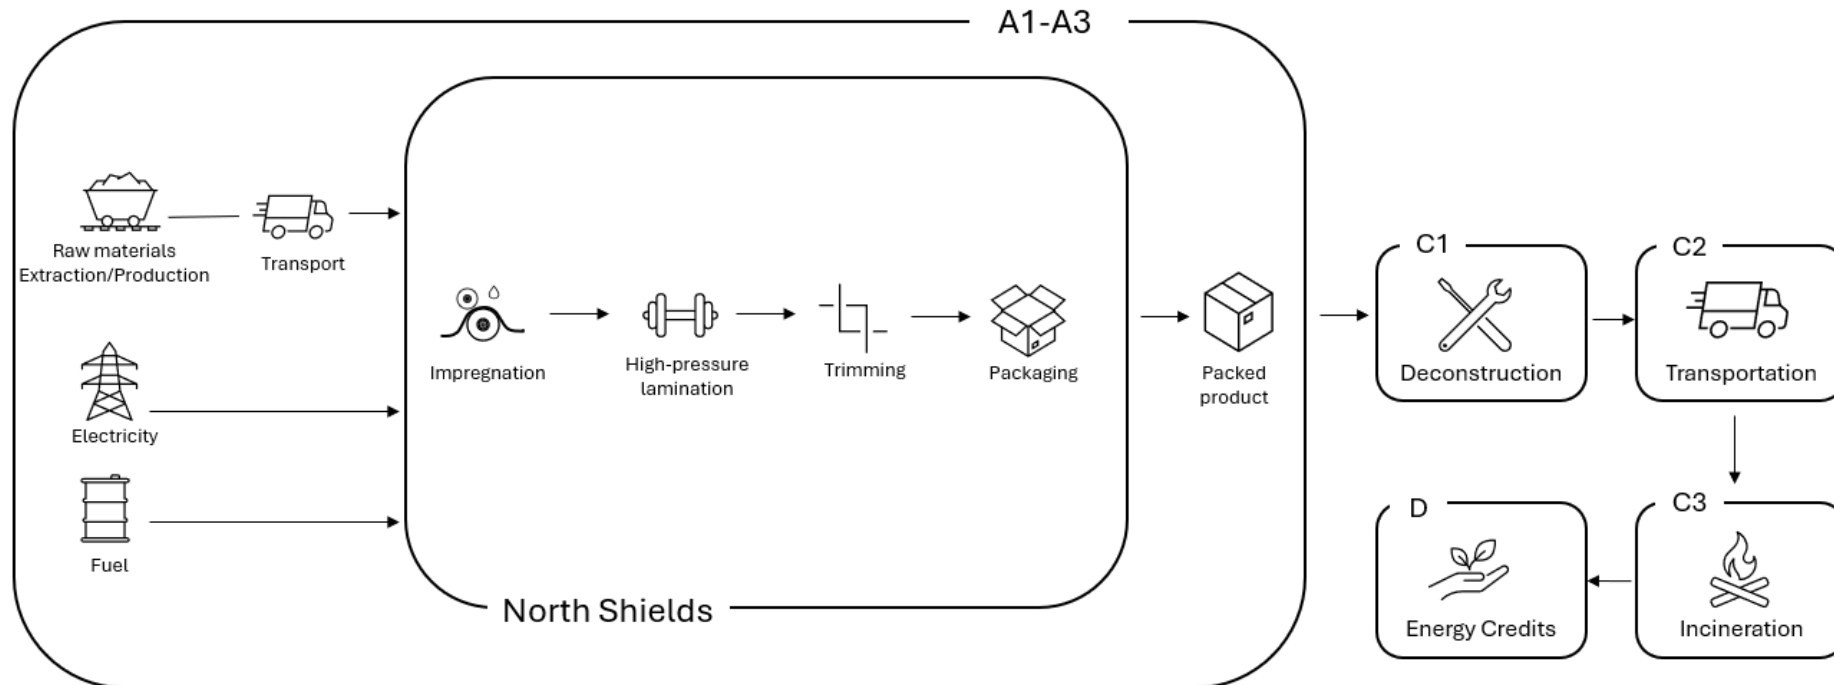 A1-A3
Raw materials
Extraction/Production
Transport
Electricity
Fuel
Impregnation
High-pressure
lamination
Trimming
Packaging
North Shields
Packed
product
C1
Deconstruction
C2
Transportation
D
Energy Credits
C3
Incineration